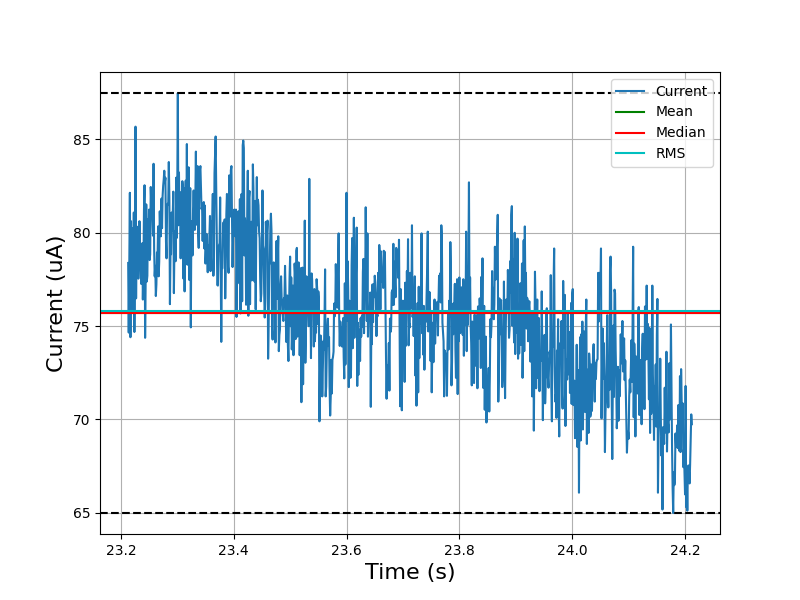 Current
Mean
Median
RMS
85
80
75
70
65
Current (uA)
23.2 23.4 23.6 23.8 24.0 24.2
Time (s)